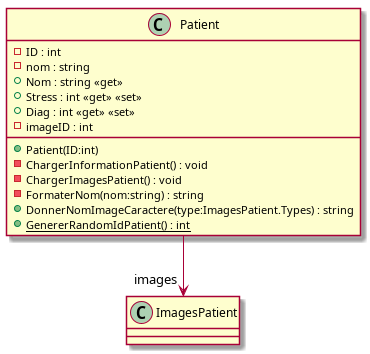 C Patient
ID : int
nom : string
Nom : string «get»
Stress : int «get» «set»
Diag : int «get» «set»
imageID : int
Patient(ID:int)
ChargerInformationPatient() : void
ChargerImagesPatient() : void
FormaterNom(nom:string) : string
DonnerNomImageCaractere(type:ImagesPatient.Types) : string
GenererRandomIdPatient() : int
images
C ImagesPatient